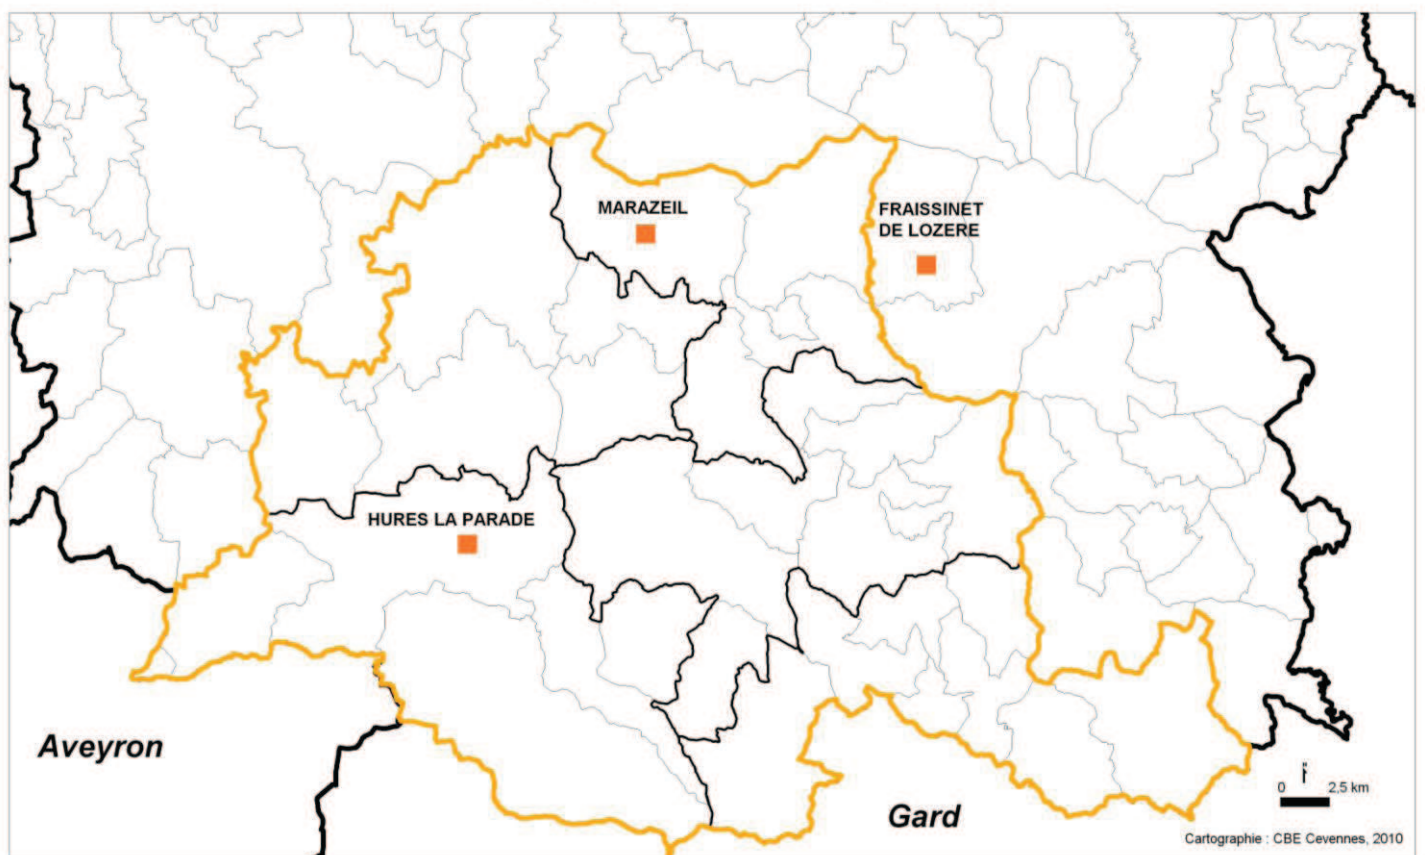 MARAZEIL
FRAISSINET
DE LOZERE
HURES LA PARADE
Aveyron
Gard
0 2,5 km
Cartographie : CBE Cevennes, 2010